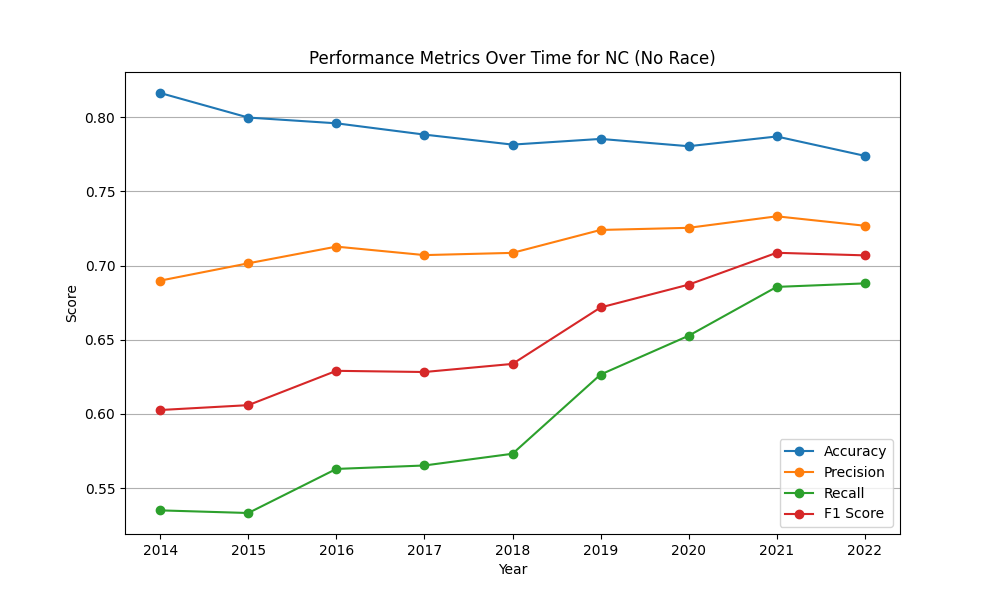 Performance Metrics Over Time for NC (No Race)
Score
0.80
0.75
0.70
0.65
0.60
0.55
2014 2015 2016 2017 2018 2019 2020 2021 2022
Year
Accuracy
Precision
Recall
F1 Score